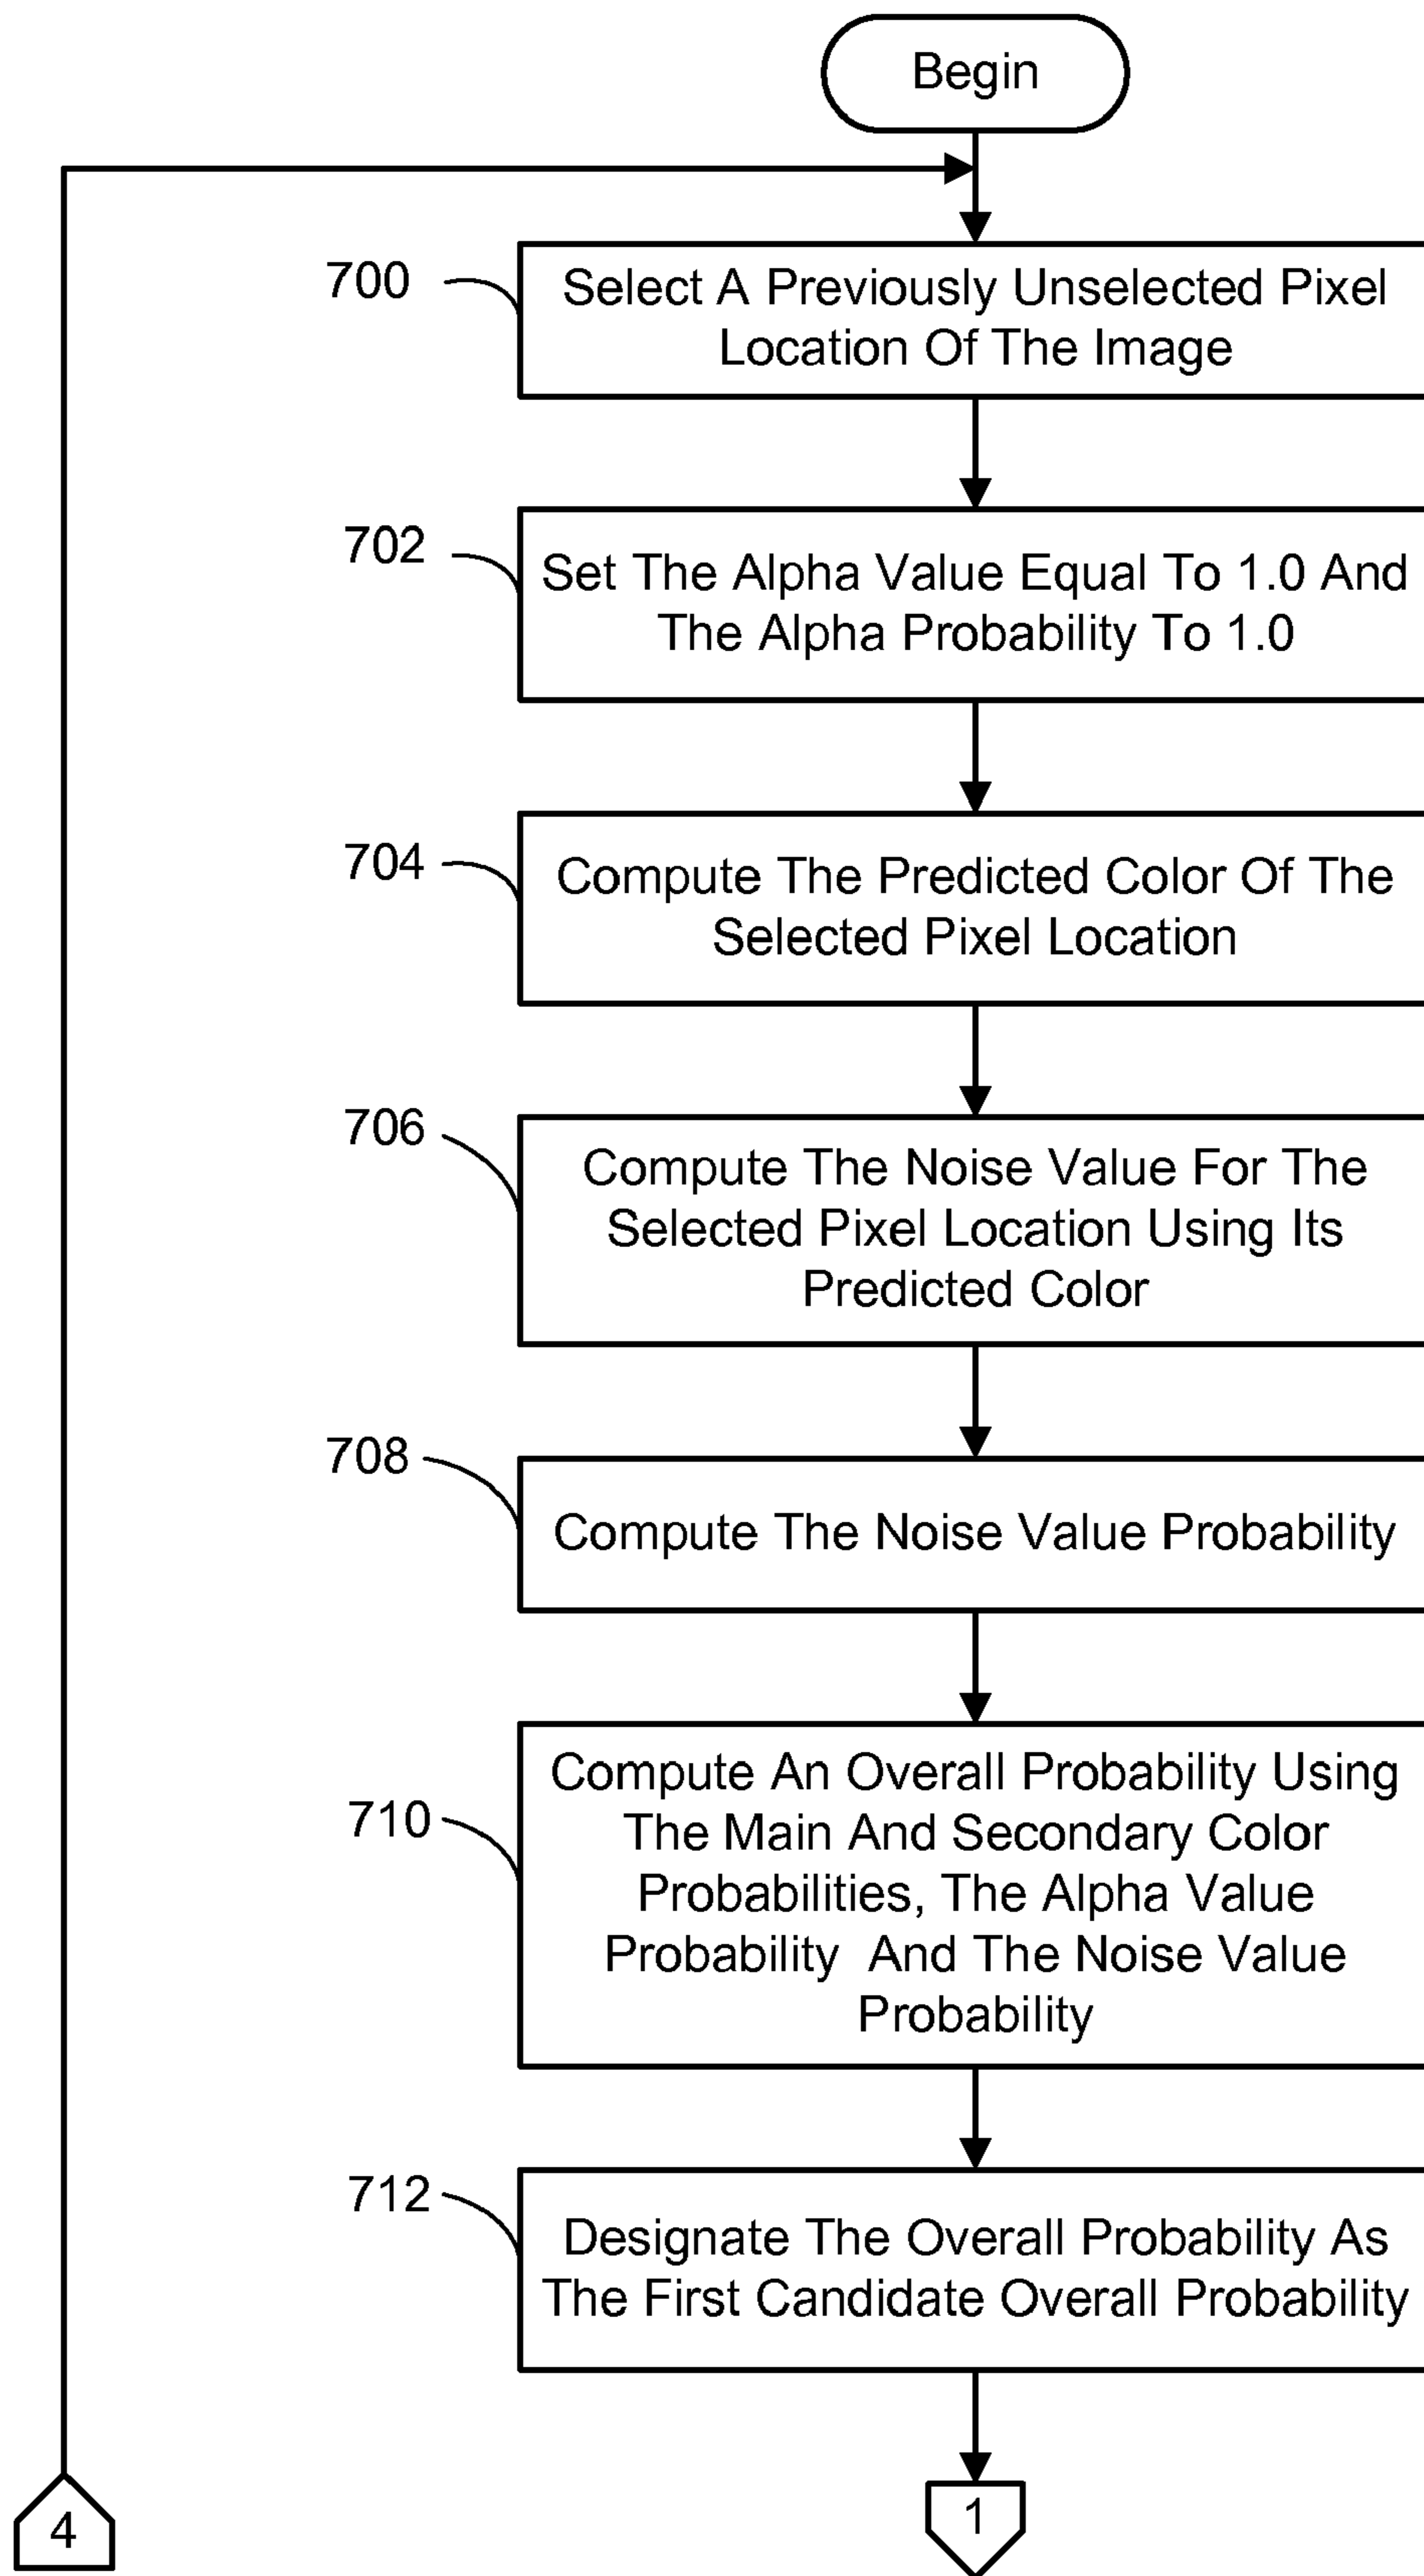 Begin
700
Select A Previously Unselected Pixel
Location Of The Image
702
Set The Alpha Value Equal To 1.0 And
The Alpha Probability To 1.0
704
Compute The Predicted Color Of The
Selected Pixel Location
706
Compute The Noise Value For The
Selected Pixel Location Using Its
Predicted Color
708
Compute The Noise Value Probability
710
Compute An Overall Probability Using
The Main And Secondary Color
Probabilities, The Alpha Value
Probability And The Noise Value
Probability
712
Designate The Overall Probability As
The First Candidate Overall Probability
4
1